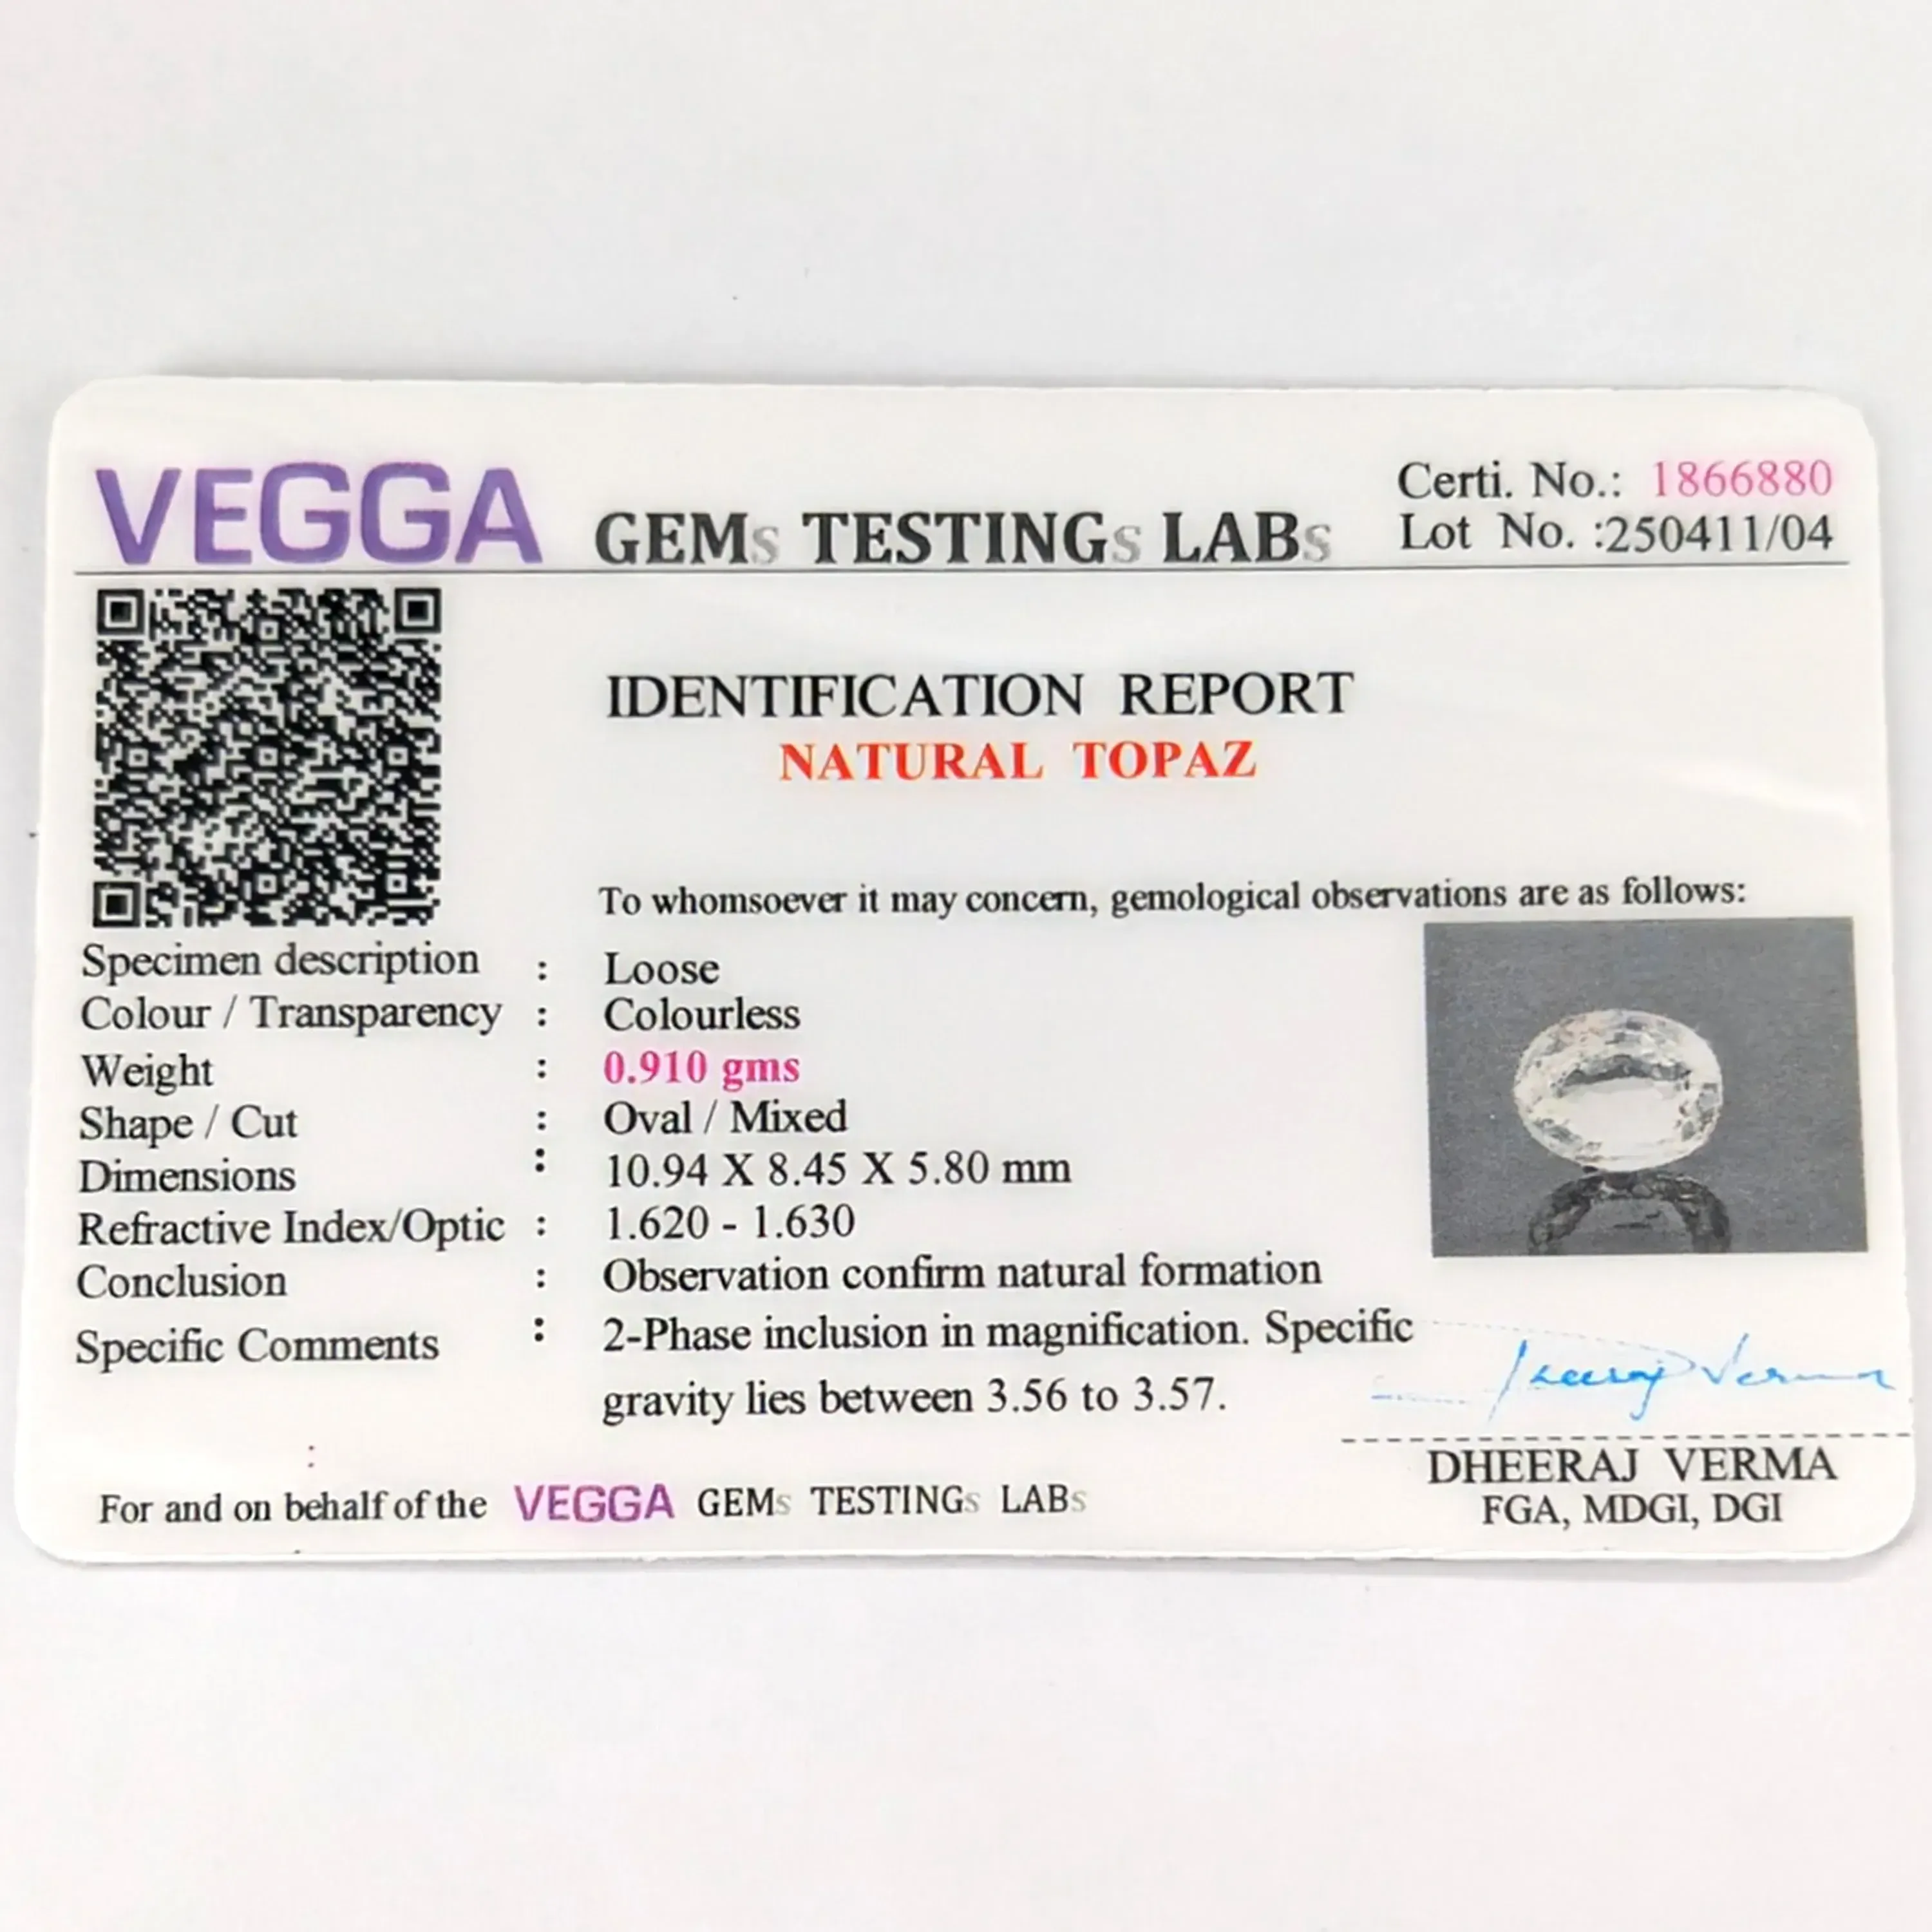 VEGGA GEMs TESTINGs LABs
Certi. No.: 1866880
Lot No. :250411/04
IDENTIFICATION REPORT
NATURAL TOPAZ
To whomsoever it may concern, gemological observations are as follows:
Specimen description : Loose
Colour / Transparency : Colourless
Weight : 0.910 gms
Shape / Cut : Oval / Mixed
Dimensions : 10.94 X 8.45 X 5.80 mm
Refractive Index/Optic : 1.620 - 1.630
Conclusion : Observation confirm natural formation
Specific Comments : 2-Phase inclusion in magnification. Specific
gravity lies between 3.56 to 3.57.
:
Dheeraj Verma
DHEERAJ VERMA
FGA, MDGI, DGI
For and on behalf of the VEGGA GEMs TESTINGs LABs